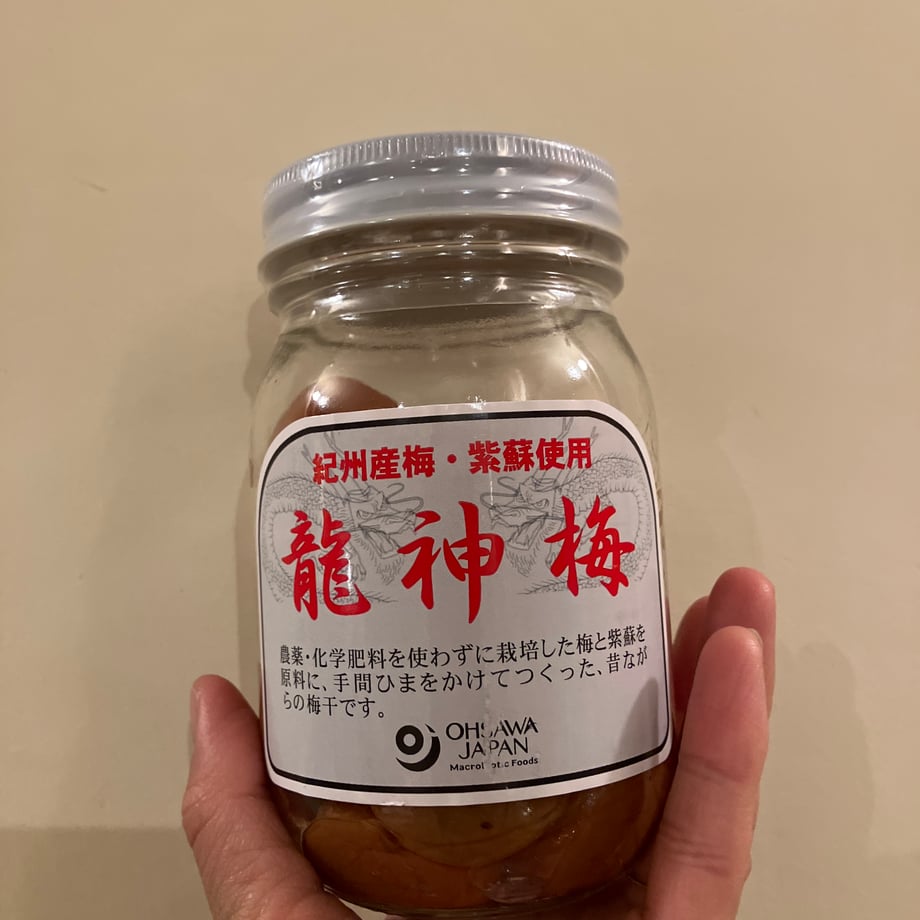 紀州産梅・紫蘇使用
龍神梅
農薬・化学肥料を使わずに栽培した梅と紫蘇を
原料に、手間ひまをかけてつくった、昔なが
らの梅干です。
OHSAWA
JAPAN
Macrobiotic Foods